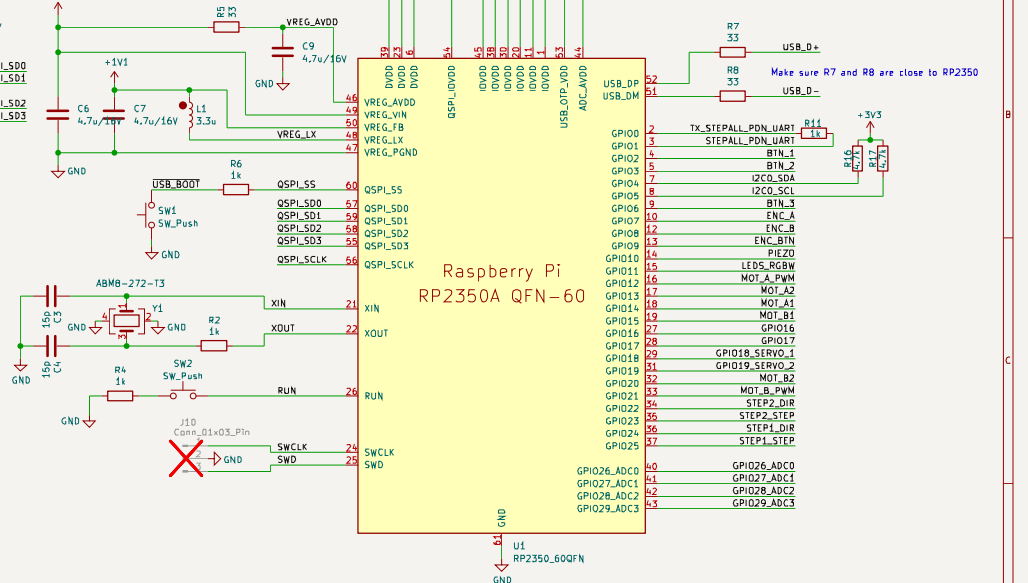 R5
33
VREG_AVDD
C9
4.7u/16V
GND
I_SD0
I_SD1
I_SD2
I_SD3
+1V1
C6
4.7u/16V
C7
4.7u/16V
L1
3.3u
VREG_LX
GND
R6
1k
USB_BOOT
SW1
SW_Push
GND
QSPI_SS
QSPI_SD0
QSPI_SD1
QSPI_SD2
QSPI_SD3
QSPI_SCLK
ABM8-272-T3
15p
C3
GND
4
1
2
3
Y1
GND
XIN
R2
1k
XOUT
15p
C4
GND
SW2
SW_Push
R4
1k
GND
RUN
J10
Conn_01x03_Pin
2
GND
SWCLK
SWD
39
23
6
54
45
38
30
20
11
1
53
44
DVDD
DVDD
DVDD
QSPI_IOVDD
IOVDD
IOVDD
IOVDD
IOVDD
IOVDD
IOVDD
USB_OTP_VDD
ADC_AVDD
46 VREG_AVDD
49 VREG_VIN
50 VREG_FB
48 VREG_LX
47 VREG_PGND
60 QSPI_SS
57 QSPI_SD0
59 QSPI_SD1
58 QSPI_SD2
55 QSPI_SD3
56 QSPI_SCLK
21 XIN
22 XOUT
26 RUN
24 SWCLK
25 SWD
Raspberry Pi
RP2350A QFN-60
USB_DP 52
USB_DM 51
R7
33
USB_D+
R8
33
USB_D-
Make sure R7 and R8 are close to RP2350
GPIO0 2 TX_STEPALL_PDN_UART
GPIO1 3 STEPALL_PDN_UART
GPIO2 4 BTN_1
GPIO3 5 BTN_2
GPIO4 7 I2C0_SDA
GPIO5 8 I2C0_SCL
GPIO6 9 BTN_3
GPIO7 10 ENC_A
GPIO8 12 ENC_B
GPIO9 13 ENC_BTN
GPIO10 14 PIEZO
GPIO11 15 LEDS_RGBW
GPIO12 16 MOT_A_PWM
GPIO13 17 MOT_A2
GPIO14 18 MOT_A1
GPIO15 19 MOT_B1
GPIO16 27 GPIO16
GPIO17 28 GPIO17
GPIO18 29 GPIO18_SERVO_1
GPIO19 31 GPIO19_SERVO_2
GPIO20 32 MOT_B2
GPIO21 33 MOT_B_PWM
GPIO22 34 STEP2_DIR
GPIO23 35 STEP2_STEP
GPIO24 36 STEP1_DIR
GPIO25 37 STEP1_STEP
GPIO26_ADC0 40 GPIO26_ADC0
GPIO27_ADC1 41 GPIO27_ADC1
GPIO28_ADC2 42 GPIO28_ADC2
GPIO29_ADC3 43 GPIO29_ADC3
R11
1k
+3V3
R16
4.7k
R17
4.7k
GND
61
GND
U1
RP2350_60QFN
B
C